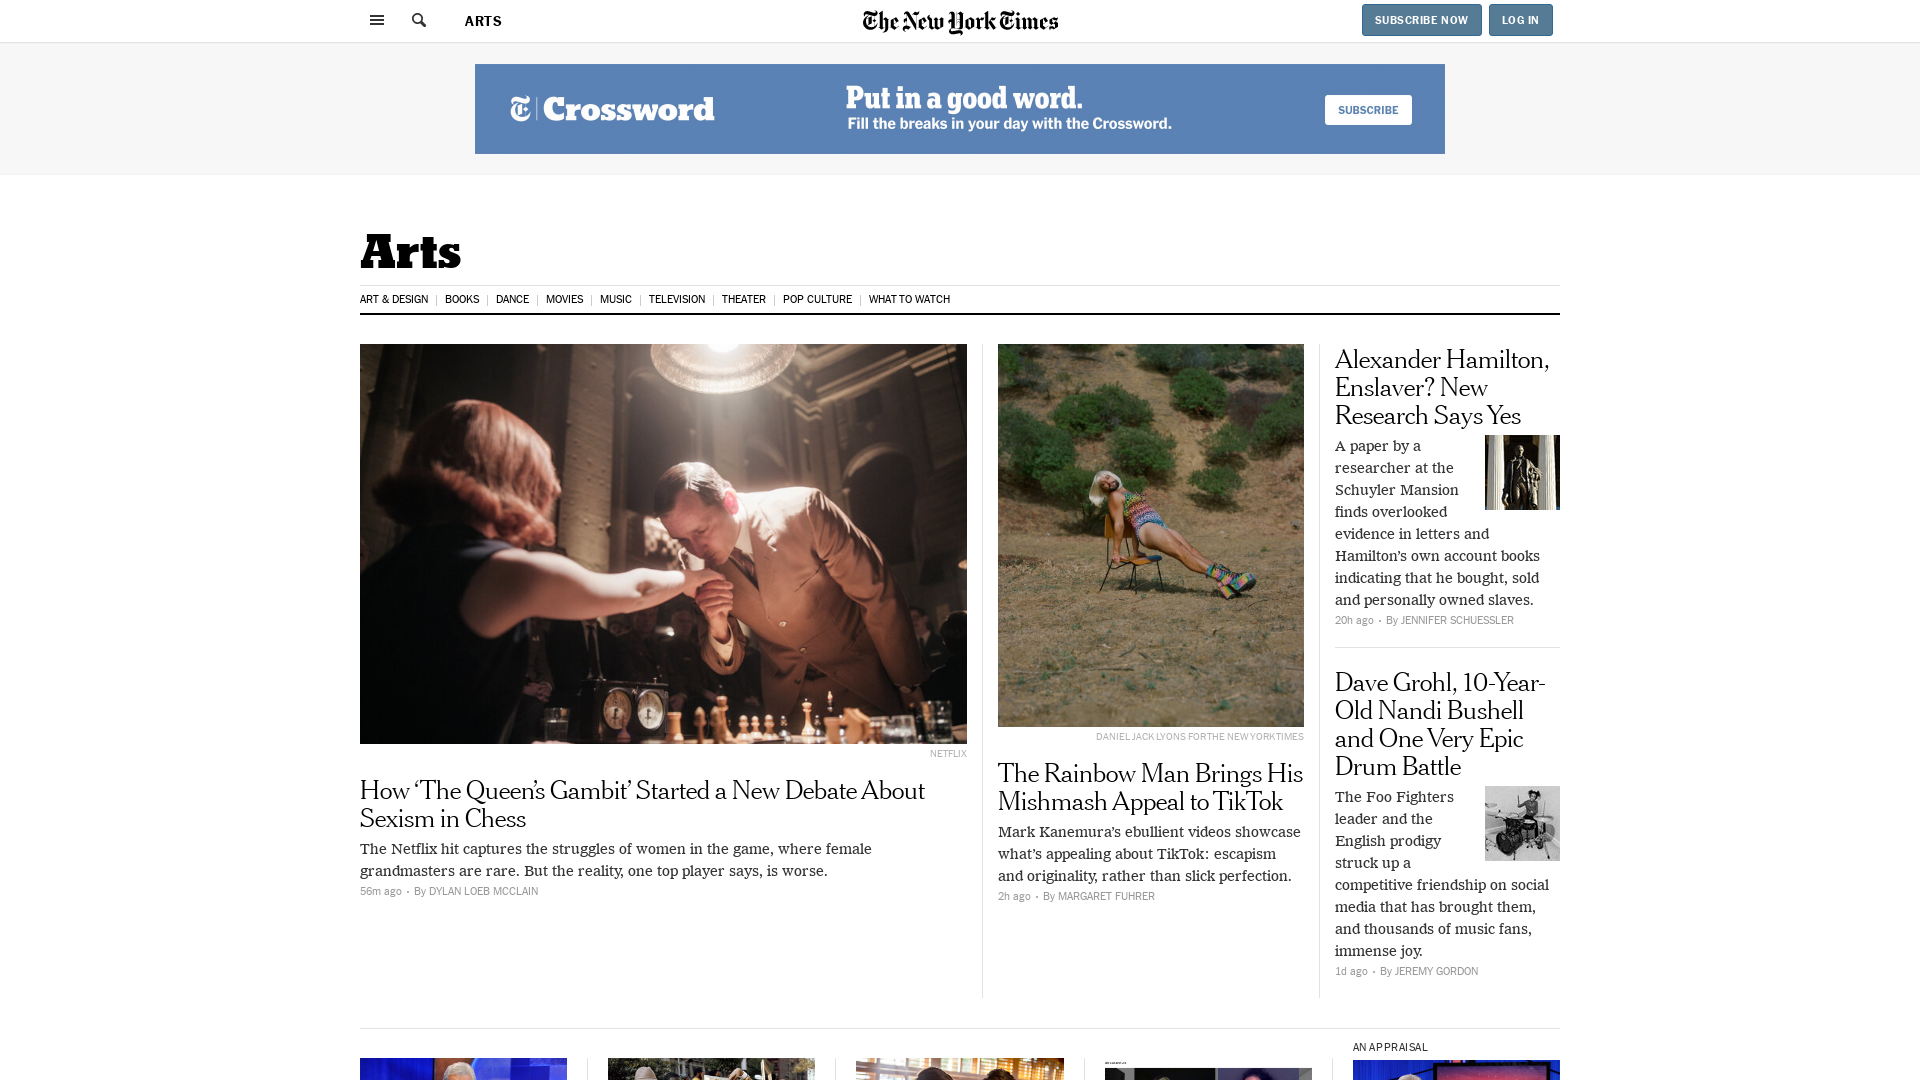 ARTS
The New York Times
SUBSCRIBE NOW
LOG IN
T Crossword
Put in a good word.
Fill the breaks in your day with the Crossword.
SUBSCRIBE
Arts
ART & DESIGN
BOOKS
DANCE
MOVIES
MUSIC
TELEVISION
THEATER
POP CULTURE
WHAT TO WATCH
NETFLIX
How ‘The Queen’s Gambit’ Started a New Debate About
Sexism in Chess
The Netflix hit captures the struggles of women in the game, where female
grandmasters are rare. But the reality, one top player says, is worse.
56m ago • By DYLAN LOEB MCCLAIN
DANIEL JACK LYONS FOR THE NEW YORK TIMES
The Rainbow Man Brings His
Mishmash Appeal to TikTok
Mark Kanemura’s ebullient videos showcase
what’s appealing about TikTok: escapism
and originality, rather than slick perfection.
2h ago • By MARGARET FUHRER
Alexander Hamilton,
Enslaver? New
Research Says Yes
A paper by a
researcher at the
Schuyler Mansion
finds overlooked
evidence in letters and
Hamilton’s own account books
indicating that he bought, sold
and personally owned slaves.
20h ago • By JENNIFER SCHUESSLER
Dave Grohl, 10-Year-
Old Nandi Bushell
and One Very Epic
Drum Battle
The Foo Fighters
leader and the
English prodigy
struck up a
competitive friendship on social
media that has brought them,
and thousands of music fans,
immense joy.
1d ago • By JEREMY GORDON
AN APPRAISAL